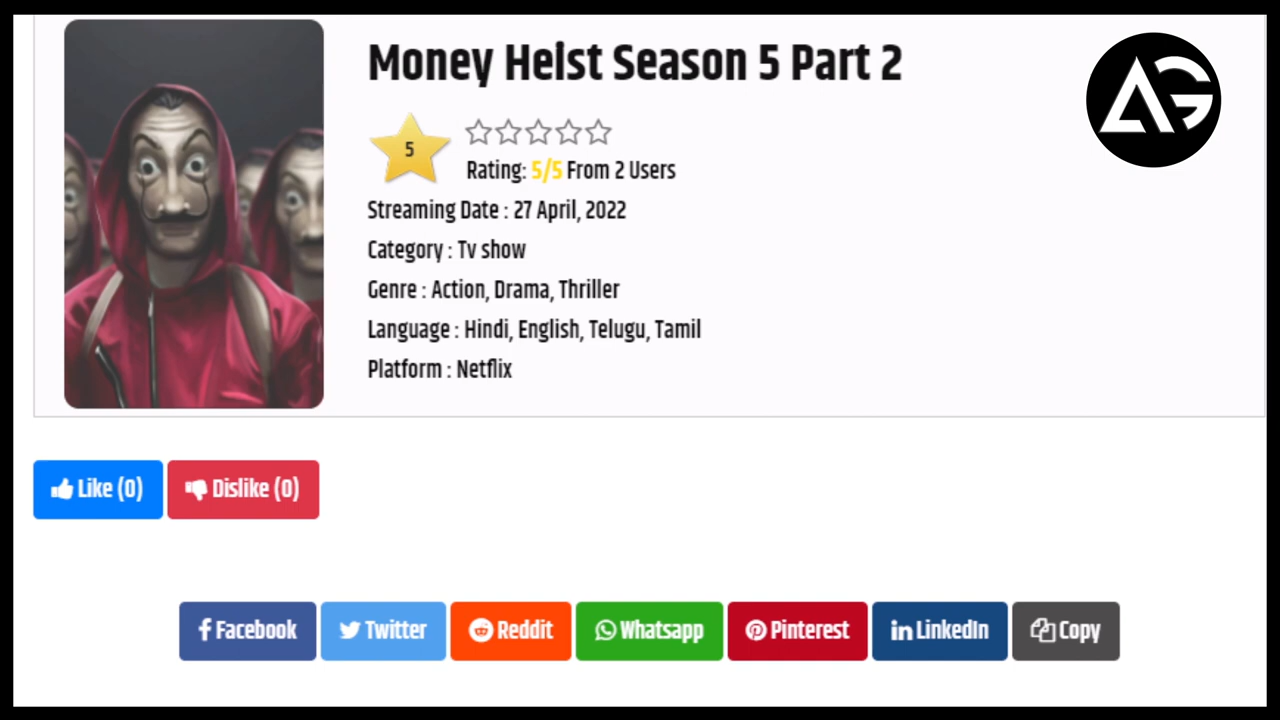 Money Heist Season 5 Part 2
AG
5
Rating: 5/5 From 2 Users
Streaming Date : 27 April, 2022
Category : Tv show
Genre : Action, Drama, Thriller
Language : Hindi, English, Telugu, Tamil
Platform : Netflix
Like (0) Dislike (0)
Facebook Twitter Reddit Whatsapp Pinterest in LinkedIn Copy